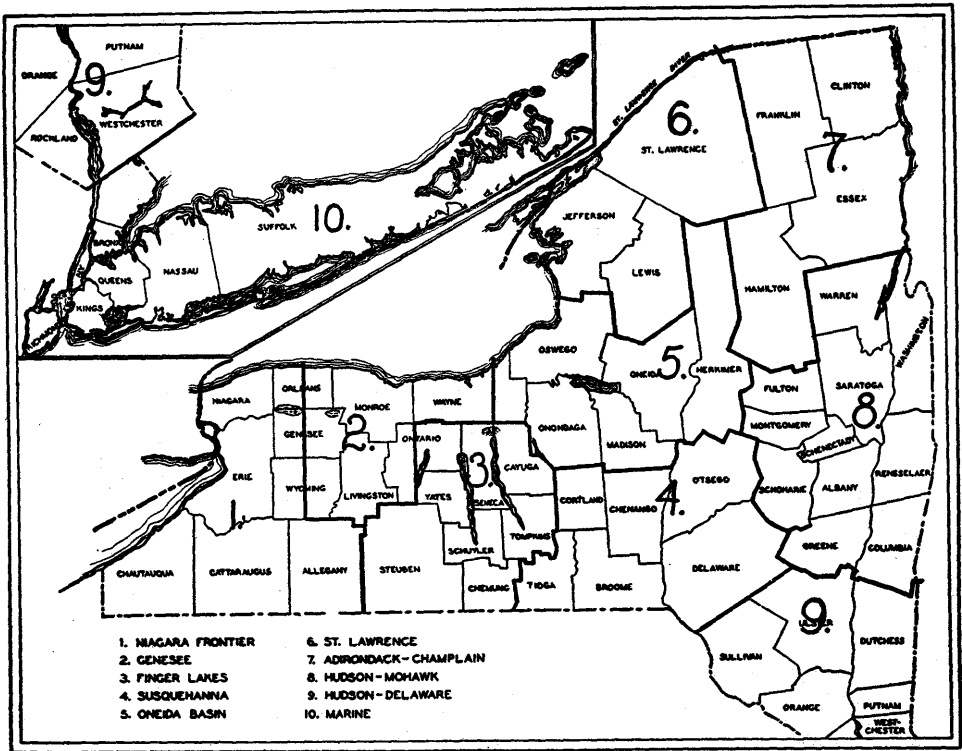 PUTNAM
ORANGE
9.
WESTCHESTER
ROCKLAND
BRONX
QUEENS
KINGS
NASSAU
SUFFOLK
10.
RICHMOND
N.Y.
ST. LAWRENCE RIVER
6.
ST. LAWRENCE
FRANKLIN
CLINTON
7.
ESSEX
JEFFERSON
LEWIS
HAMILTON
WARREN
WASHINGTON
OSWEGO
ONEIDA
5.
HERKIMER
FULTON
SARATOGA
8.
MONTGOMERY
SCHENECTADY
NIAGARA
ORLEANS
MONROE
WAYNE
GENESEE
2.
ONTARIO
ONONDAGA
MADISON
ERIE
WYOMING
LIVINGSTON
YATES
3.
SENECA
CAYUGA
CORTLAND
CHENANGO
4.
OTSEGO
SCHOHARIE
ALBANY
RENSSELAER
SCHUYLER
TOMPKINS
GREENE
COLUMBIA
CHAUTAUQUA
CATTARAUGUS
ALLEGANY
STEUBEN
CHEMUNG
TIOGA
BROOME
DELAWARE
9.
ULSTER
SULLIVAN
DUTCHESS
ORANGE
PUTNAM
WEST-
CHESTER
1. NIAGARA FRONTIER
2. GENESEE
3. FINGER LAKES
4. SUSQUEHANNA
5. ONEIDA BASIN
6. ST. LAWRENCE
7. ADIRONDACK-CHAMPLAIN
8. HUDSON-MOHAWK
9. HUDSON-DELAWARE
10. MARINE